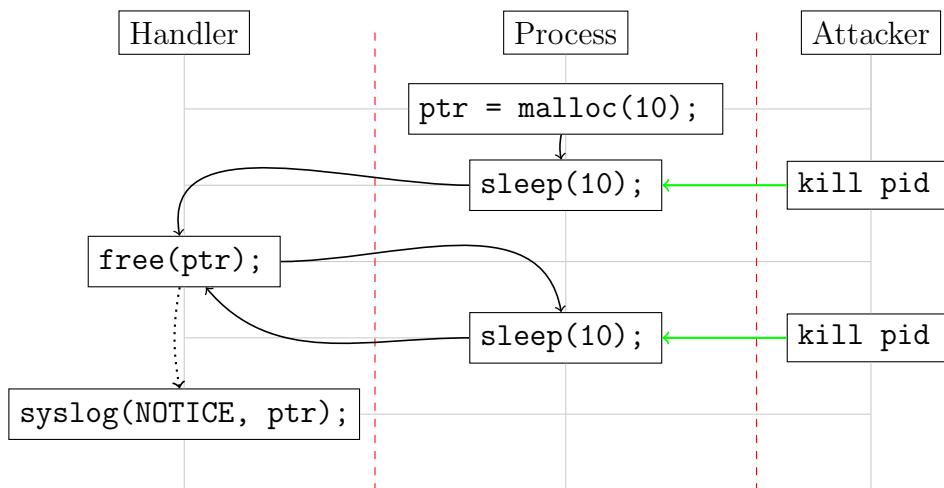 Handler
Process
Attacker
ptr = malloc(10);
sleep(10);
kill pid
free(ptr);
sleep(10);
kill pid
syslog(NOTICE, ptr);